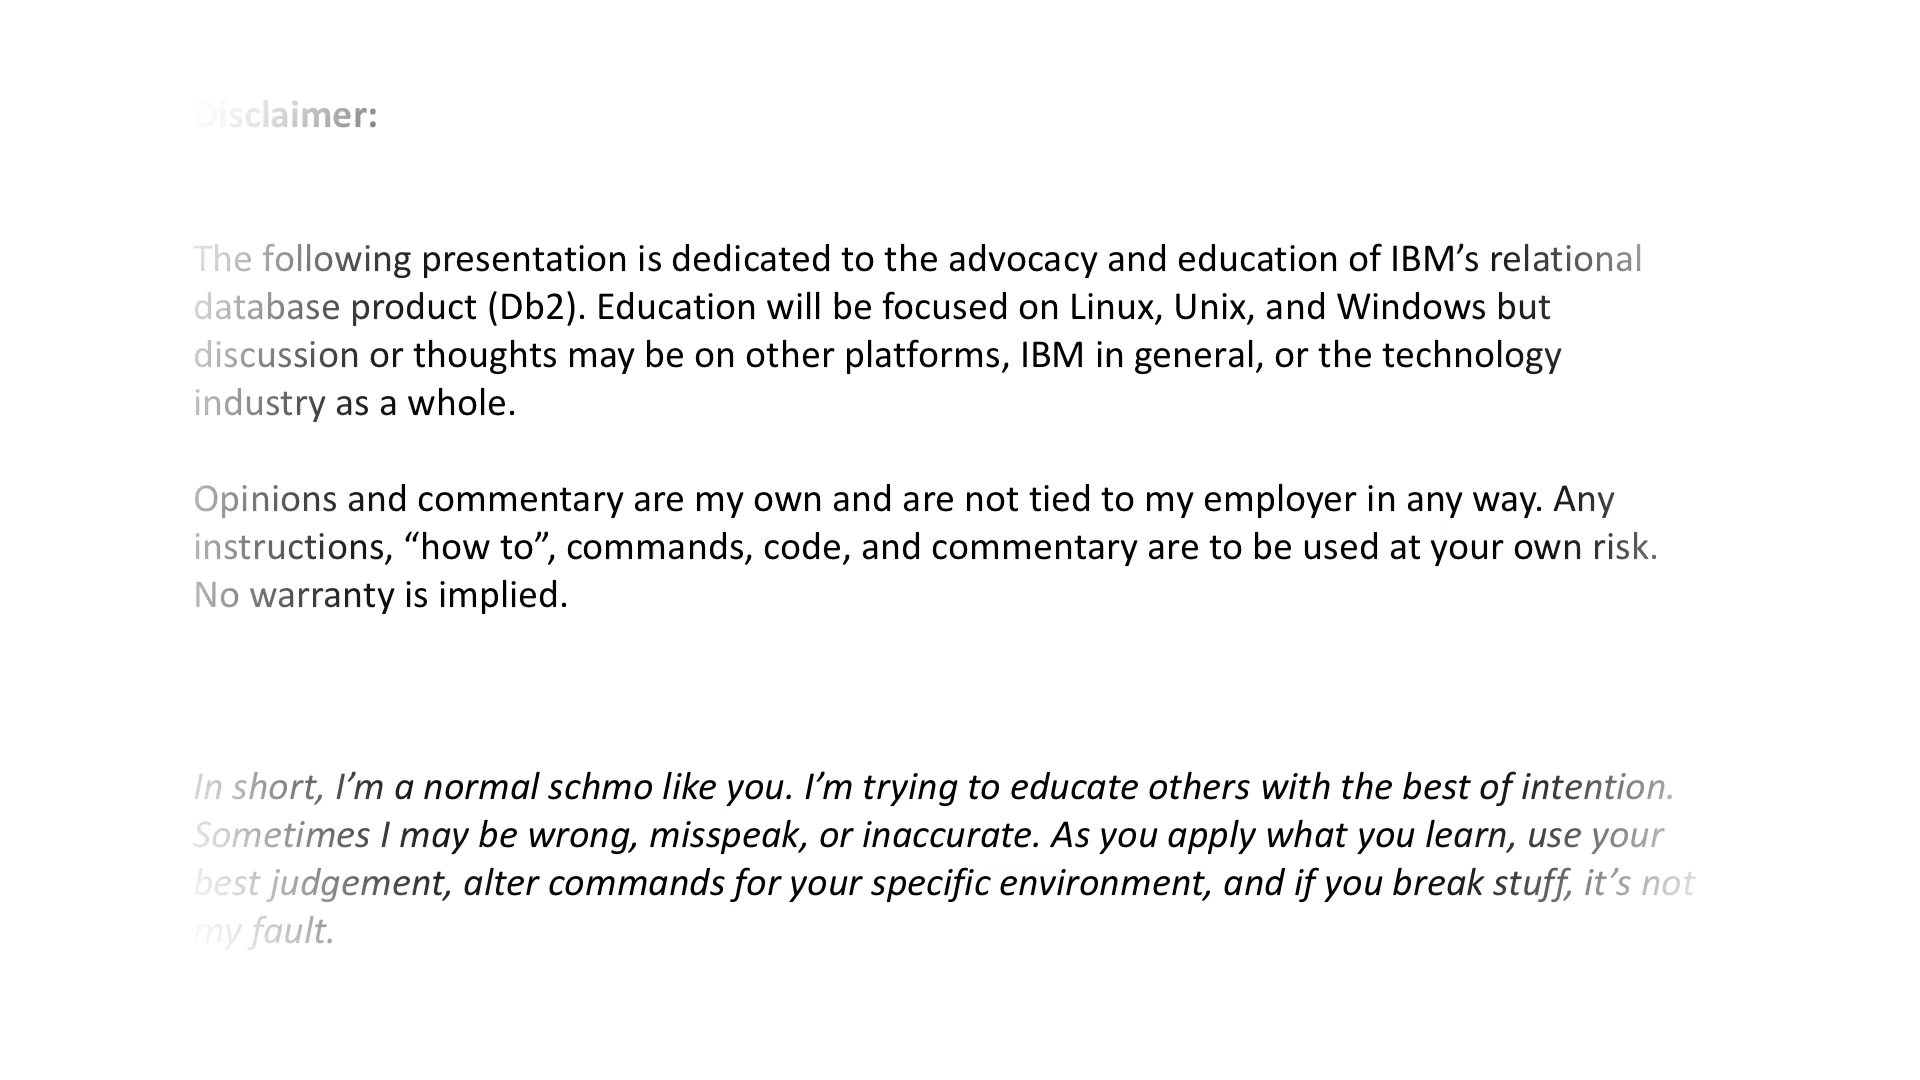 Disclaimer:
The following presentation is dedicated to the advocacy and education of IBM’s relational
database product (Db2). Education will be focused on Linux, Unix, and Windows but
discussion or thoughts may be on other platforms, IBM in general, or the technology
industry as a whole.
Opinions and commentary are my own and are not tied to my employer in any way. Any
instructions, “how to”, commands, code, and commentary are to be used at your own risk.
No warranty is implied.
In short, I’m a normal schmo like you. I’m trying to educate others with the best of intention.
Sometimes I may be wrong, misspeak, or inaccurate. As you apply what you learn, use your
best judgement, alter commands for your specific environment, and if you break stuff, it’s not
my fault.